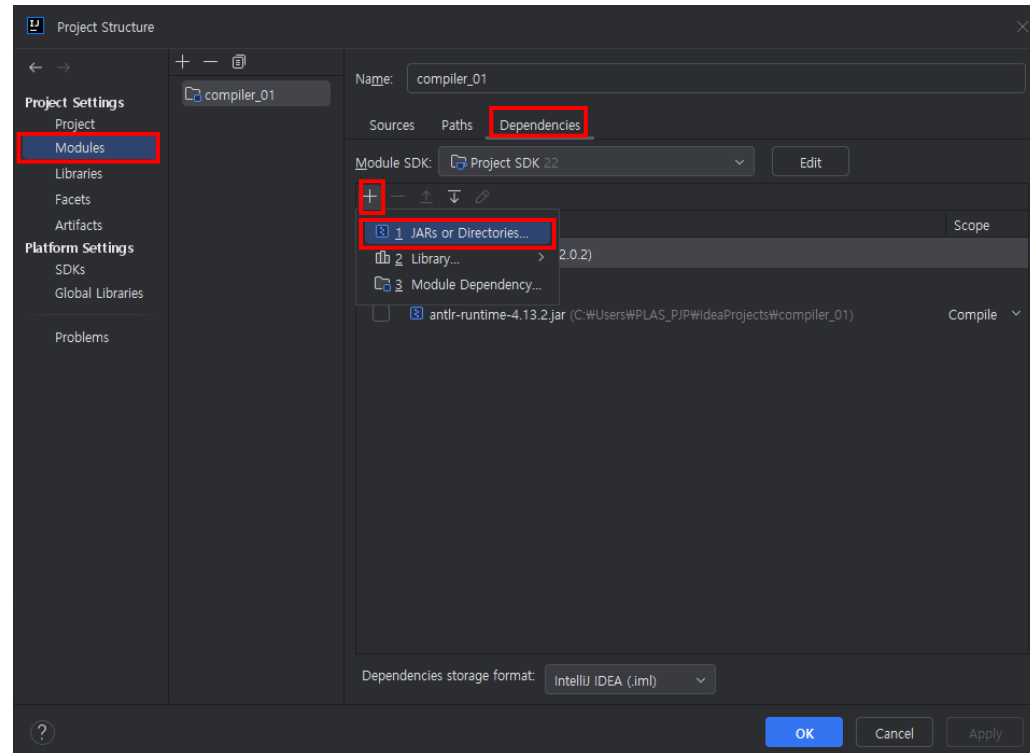 Project Structure
Project Settings
Project
Modules
Libraries
Facets
Artifacts
Platform Settings
SDKs
Global Libraries
Problems
compiler_01
Name: compiler_01
Sources Paths Dependencies
Module SDK: Project SDK 22 Edit
Scope
1 JARs or Directories...
2 Library... 2.0.2)
3 Module Dependency...
antlr-runtime-4.13.2.jar (C:₩Users₩PLAS_PJP₩IdeaProjects₩compiler_01) Compile
Dependencies storage format: IntelliJ IDEA (.iml)
? OK Cancel Apply